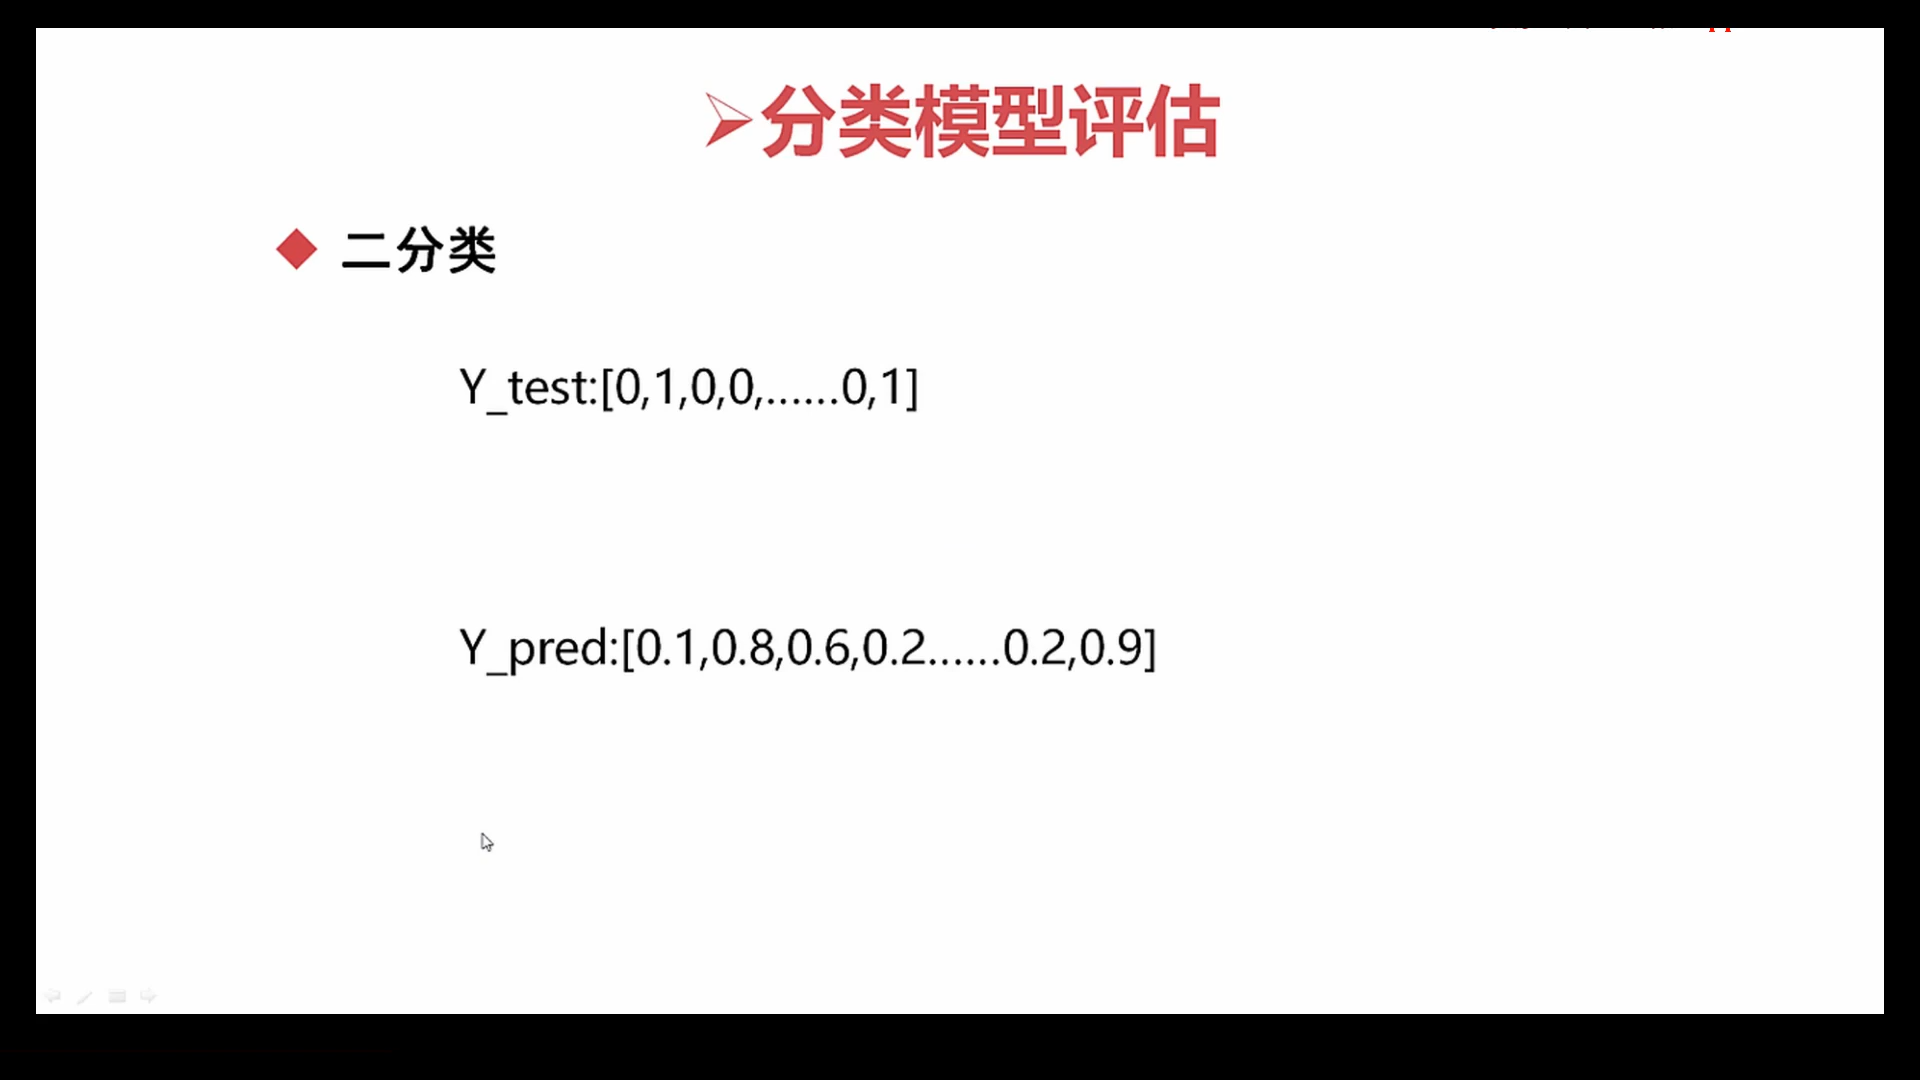 分类模型评估
二分类
Y_test:[0,1,0,0,......0,1]
Y_pred:[0.1,0.8,0.6,0.2......0.2,0.9]